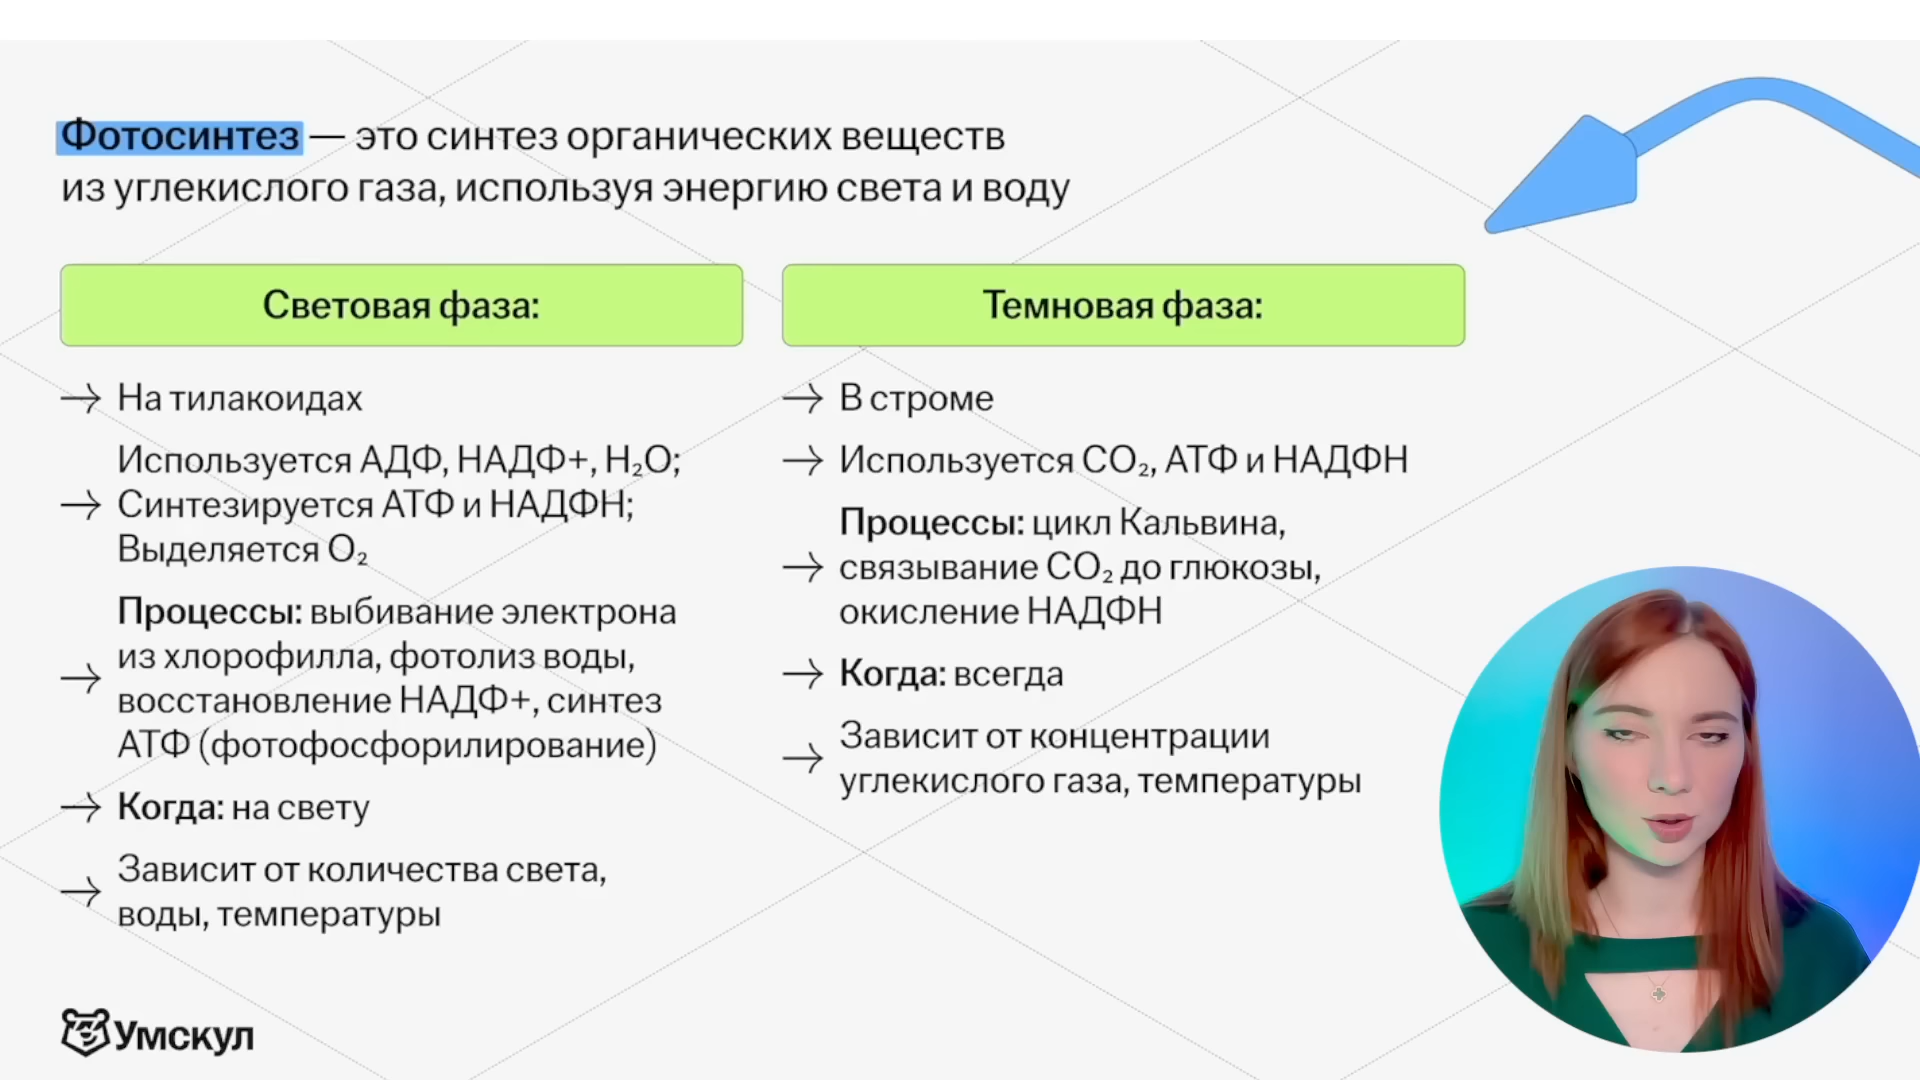 Фотосинтез — это синтез органических веществ
из углекислого газа, используя энергию света и воду
Световая фаза:
→ На тилакоидах
Используется АДФ, НАДФ+, H₂O;
→ Синтезируется АТФ и НАДФН;
Выделяется O₂
Процессы: выбивание электрона
из хлорофилла, фотолиз воды,
→ восстановление НАДФ+, синтез
АТФ (фотофосфорилирование)
→ Когда: на свету
Зависит от количества света,
→ воды, температуры
Темновая фаза:
→ В строме
→ Используется CO₂, АТФ и НАДФН
Процессы: цикл Кальвина,
→ связывание CO₂ до глюкозы,
окисление НАДФН
→ Когда: всегда
Зависит от концентрации
→ углекислого газа, температуры
Умскул